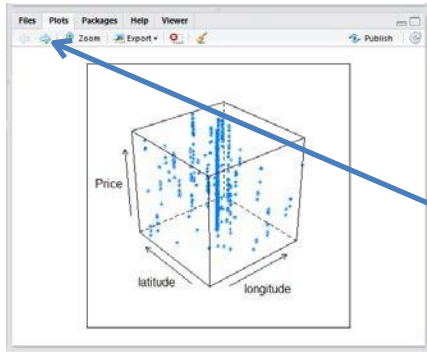 Files Plots Packages Help Viewer
Zoom Export Publish
Price
latitude
longitude